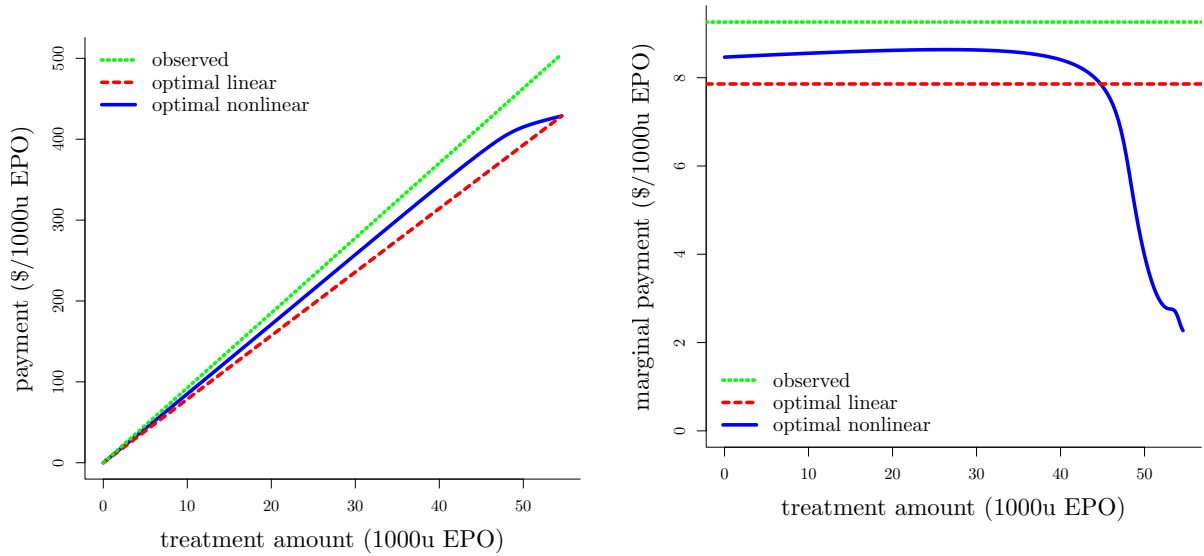 payment ($/1000u EPO)
500
400
300
200
100
0
observed
optimal linear
optimal nonlinear
0 10 20 30 40 50
treatment amount (1000u EPO)
marginal payment ($/1000u EPO)
8
6
4
2
0
observed
optimal linear
optimal nonlinear
0 10 20 30 40 50
treatment amount (1000u EPO)